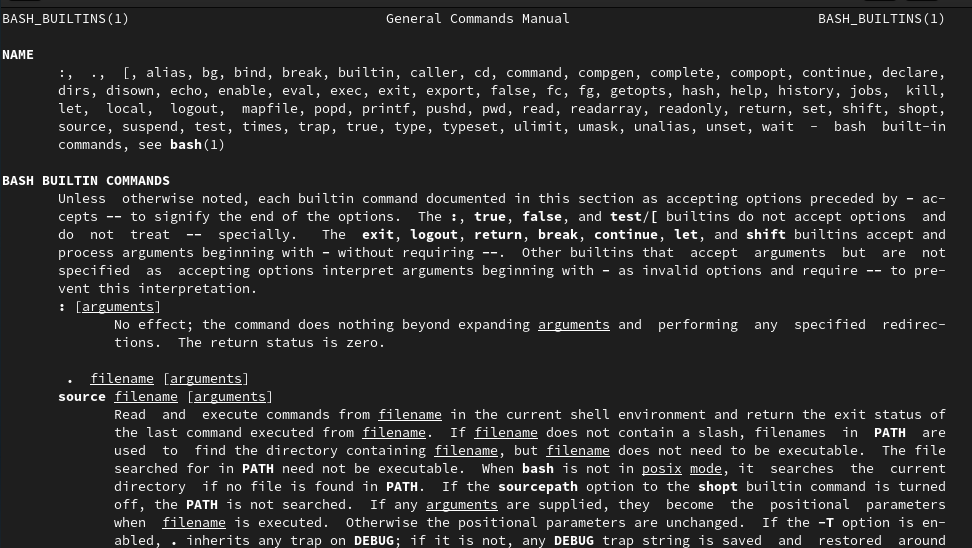 BASH_BUILTINS(1) General Commands Manual BASH_BUILTINS(1)
NAME
:, ., [, alias, bg, bind, break, builtin, caller, cd, command, compgen, complete, compopt, continue, declare,
dirs, disown, echo, enable, eval, exec, exit, export, false, fc, fg, getopts, hash, help, history, jobs, kill,
let, local, logout, mapfile, popd, printf, pushd, pwd, read, readarray, readonly, return, set, shift, shopt,
source, suspend, test, times, trap, true, type, typeset, ulimit, umask, unalias, unset, wait - bash built-in
commands, see bash(1)
BASH BUILTIN COMMANDS
Unless otherwise noted, each builtin command documented in this section as accepting options preceded by - ac-
cepts -- to signify the end of the options. The :, true, false, and test/[ builtins do not accept options and
do not treat -- specially. The exit, logout, return, break, continue, let, and shift builtins accept and
process arguments beginning with - without requiring --. Other builtins that accept arguments but are not
specified as accepting options interpret arguments beginning with - as invalid options and require -- to pre-
vent this interpretation.
: [arguments]
No effect; the command does nothing beyond expanding arguments and performing any specified redirec-
tions. The return status is zero.
. filename [arguments]
source filename [arguments]
Read and execute commands from filename in the current shell environment and return the exit status of
the last command executed from filename. If filename does not contain a slash, filenames in PATH are
used to find the directory containing filename, but filename does not need to be executable. The file
searched for in PATH need not be executable. When bash is not in posix mode, it searches the current
directory if no file is found in PATH. If the sourcepath option to the shopt builtin command is turned
off, the PATH is not searched. If any arguments are supplied, they become the positional parameters
when filename is executed. Otherwise the positional parameters are unchanged. If the -T option is en-
abled, . inherits any trap on DEBUG; if it is not, any DEBUG trap string is saved and restored around